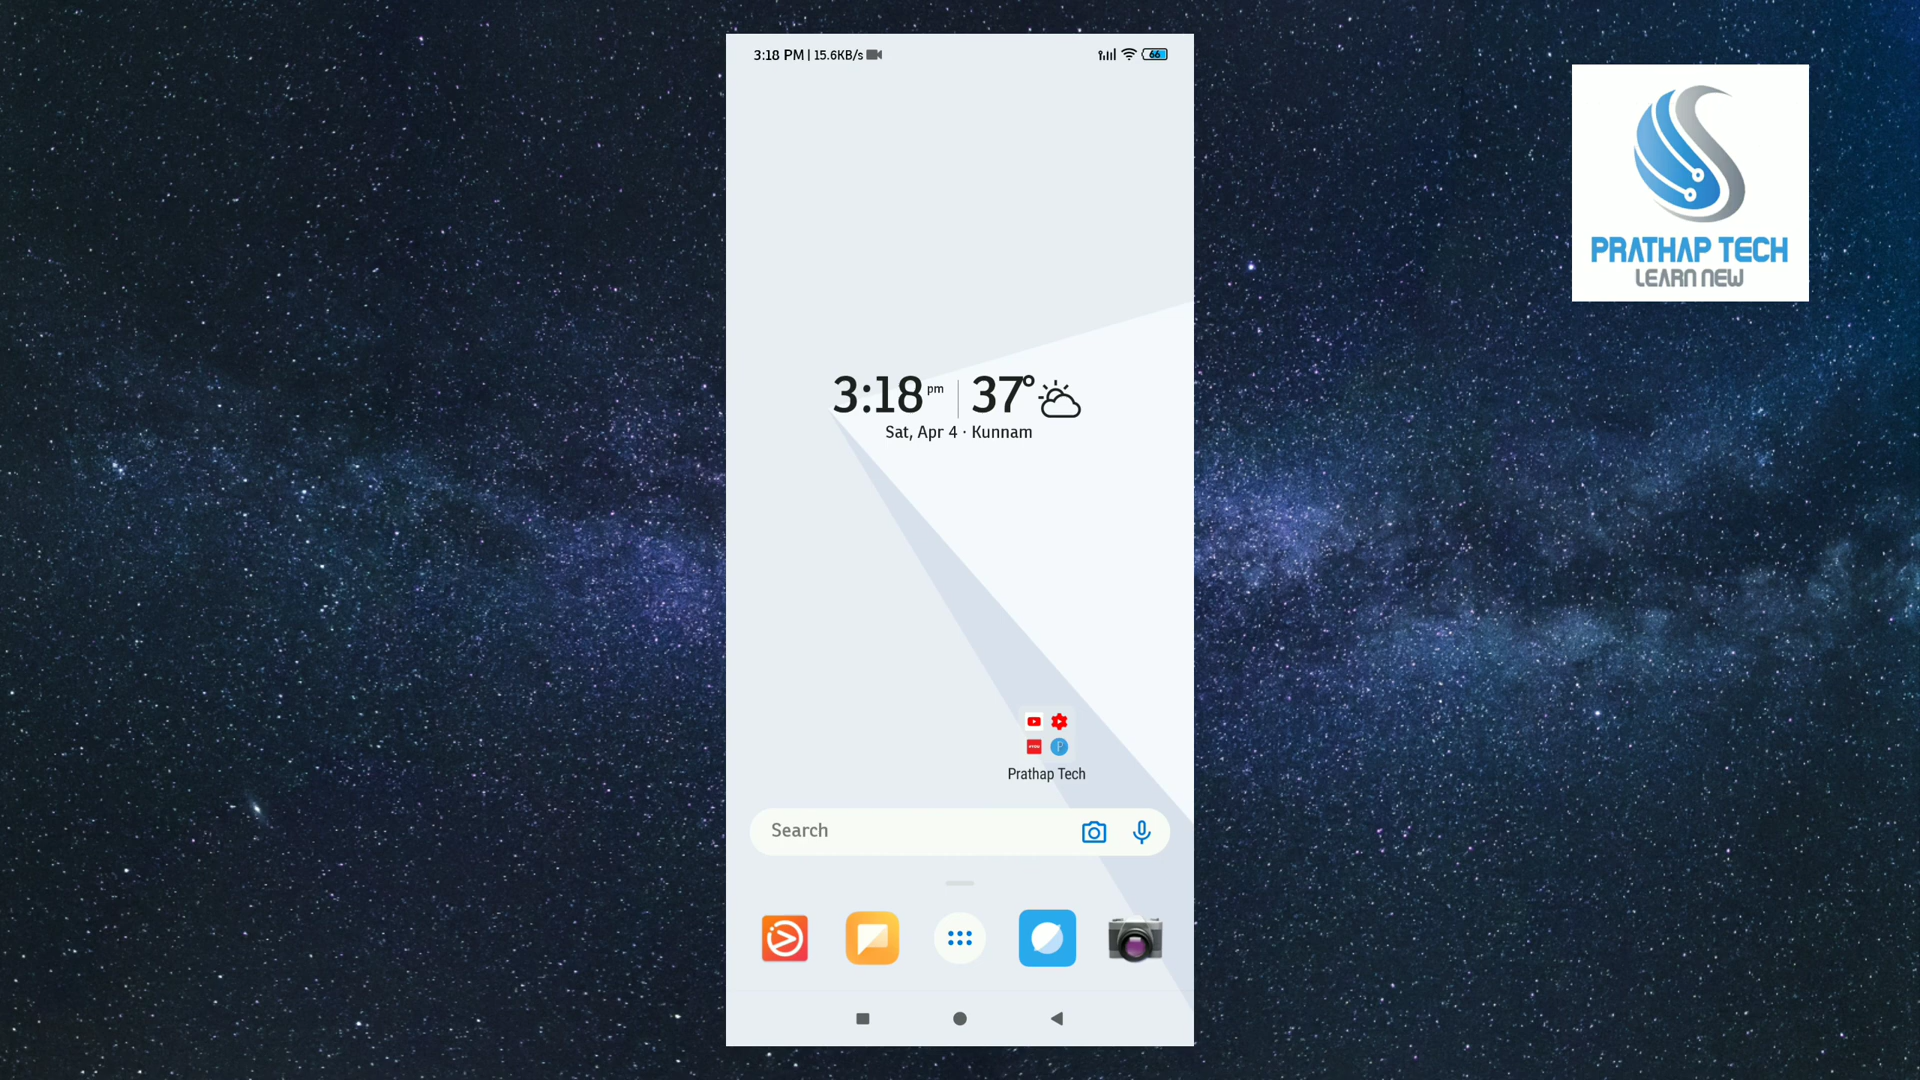 3:18 PM | 15.6KB/s
66
PRATHAP TECH
LEARN NEW
3:18 pm | 37°
Sat, Apr 4 · Kunnam
P
Prathap Tech
Search